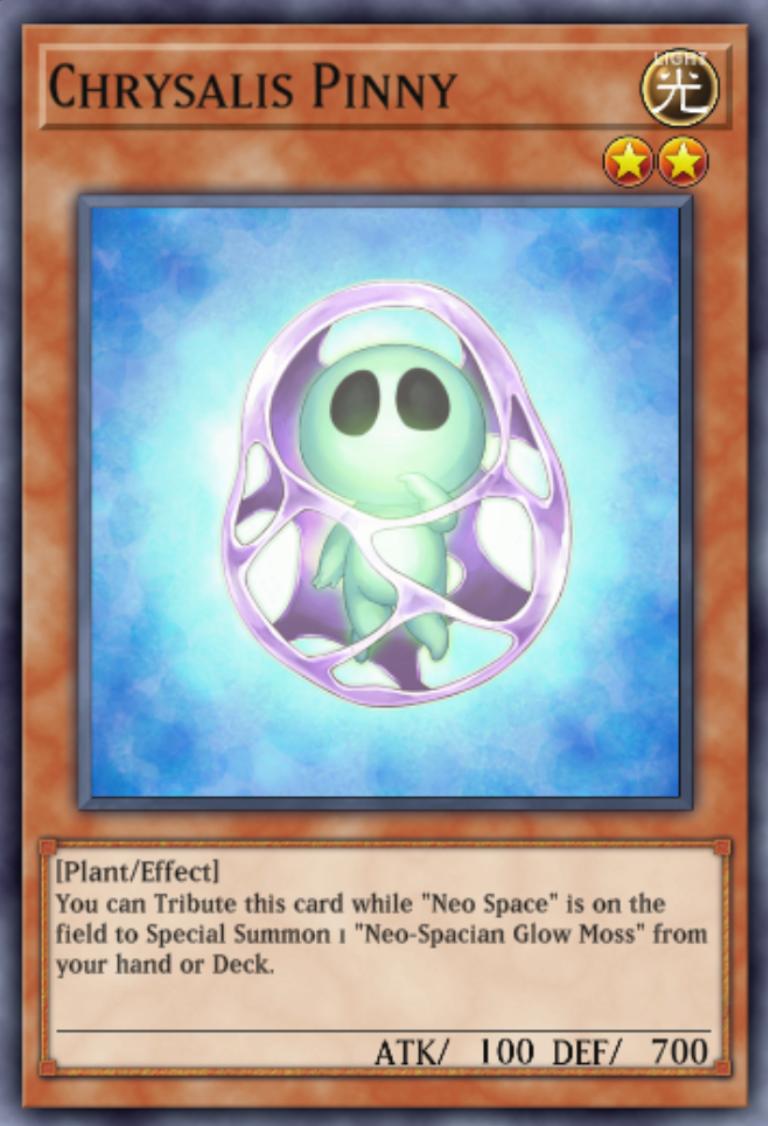 Chrysalis Pinny
LIGHT
光
[Plant/Effect]
You can Tribute this card while "Neo Space" is on the
field to Special Summon 1 "Neo-Spacian Glow Moss" from
your hand or Deck.
ATK/ 100 DEF/ 700